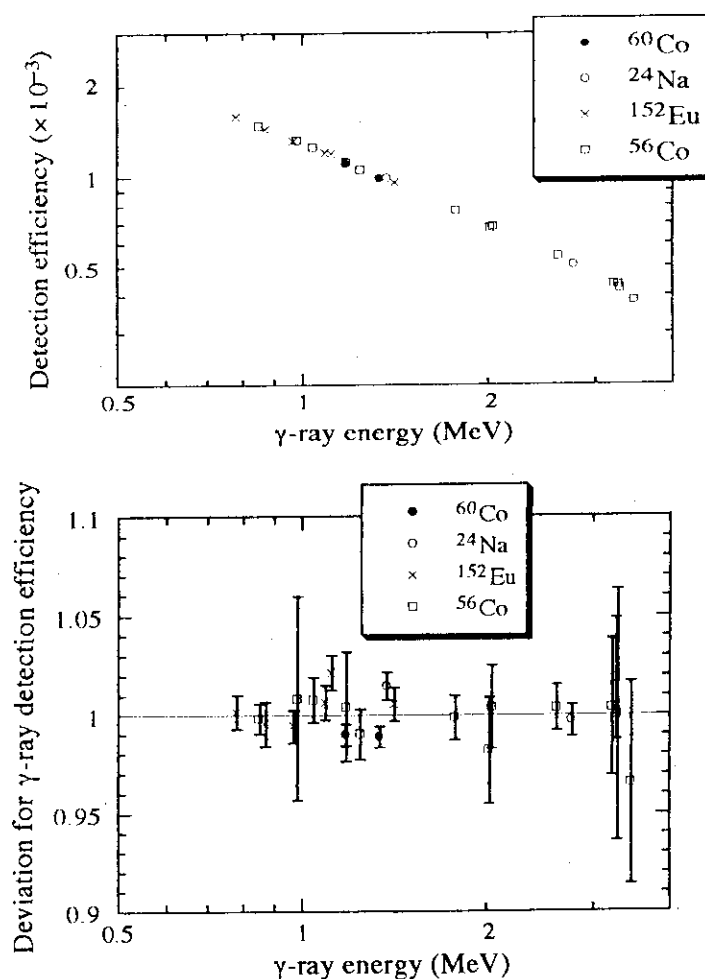 Detection efficiency (× 10⁻³)
2
1
0.5
⁶⁰Co
²⁴Na
¹⁵²Eu
⁵⁶Co
0.5
1
2
γ-ray energy (MeV)
Deviation for γ-ray detection efficiency
1.1
1.05
1
0.95
0.9
⁶⁰Co
²⁴Na
¹⁵²Eu
⁵⁶Co
0.5
1
2
γ-ray energy (MeV)